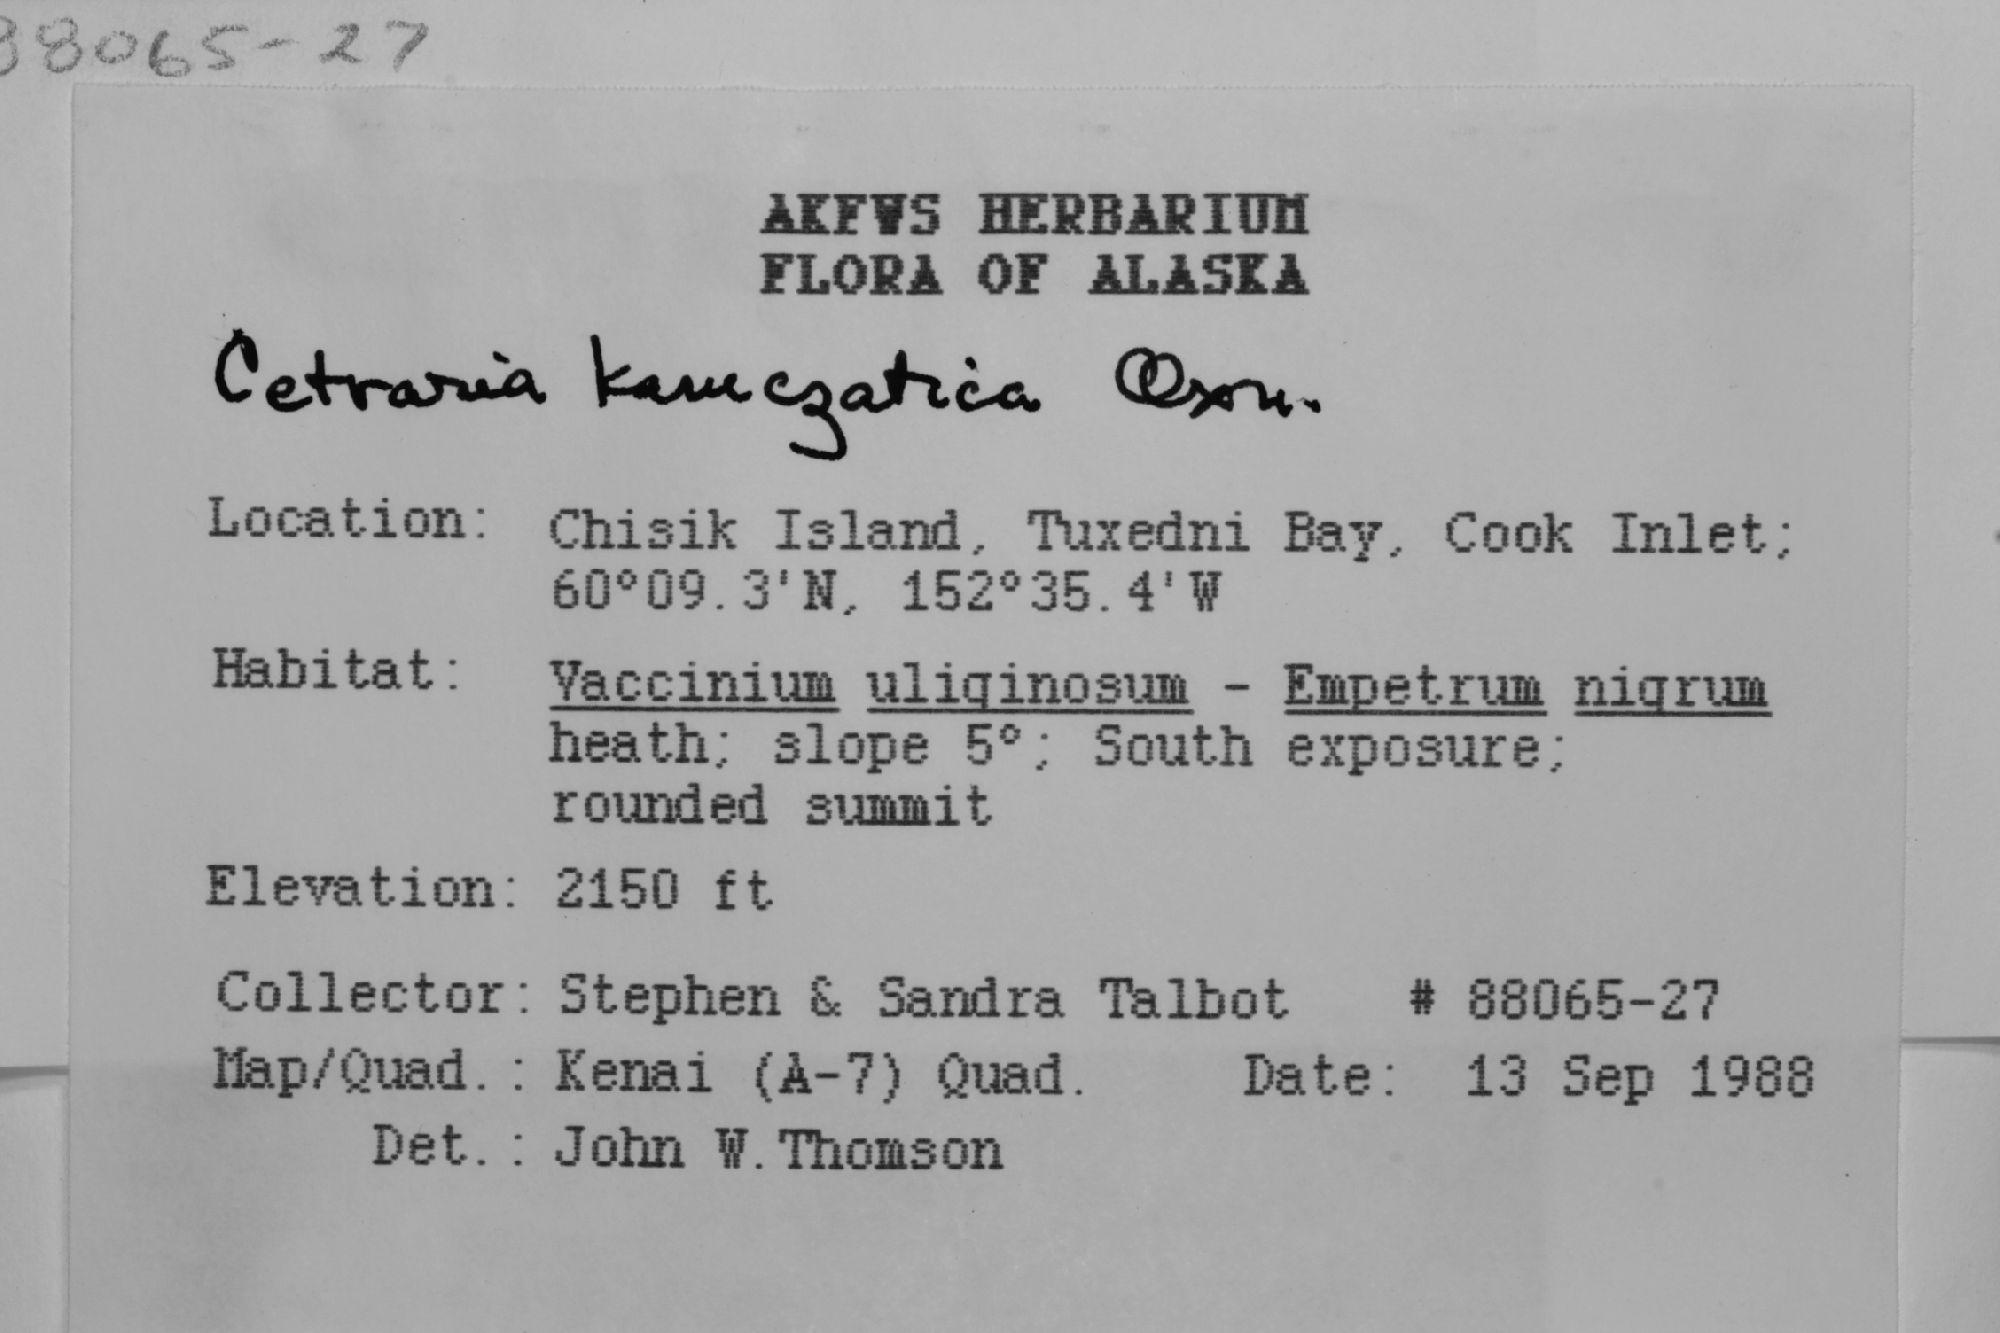 88065-27
AKFWS HERBARIUM
FLORA OF ALASKA
Cetraria kamczatica
Location: Chisik Island, Tuxedni Bay, Cook Inlet;
60°09.3'N, 152°35.4'W
Habitat: Vaccinium uliginosum - Empetrum nigrum
heath; slope 5°; South exposure;
rounded summit
Elevation: 2150 ft
Collector: Stephen & Sandra Talbot # 88065-27
Map/Quad.: Kenai (A-7) Quad. Date: 13 Sep 1988
Det.: John W. Thomson